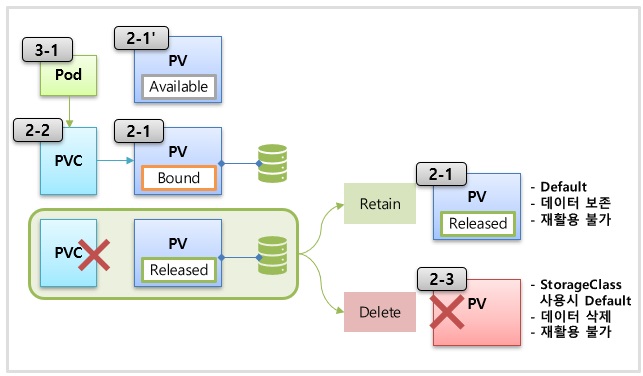 3-1
Pod
2-1'
PV
Available
2-2
PVC
2-1
PV
Bound
PVC
PV
Released
Retain
2-1
PV
Released
- Default
- 데이터 보존
- 재활용 불가
Delete
2-3
PV
- StorageClass
사용시 Default
- 데이터 삭제
- 재활용 불가